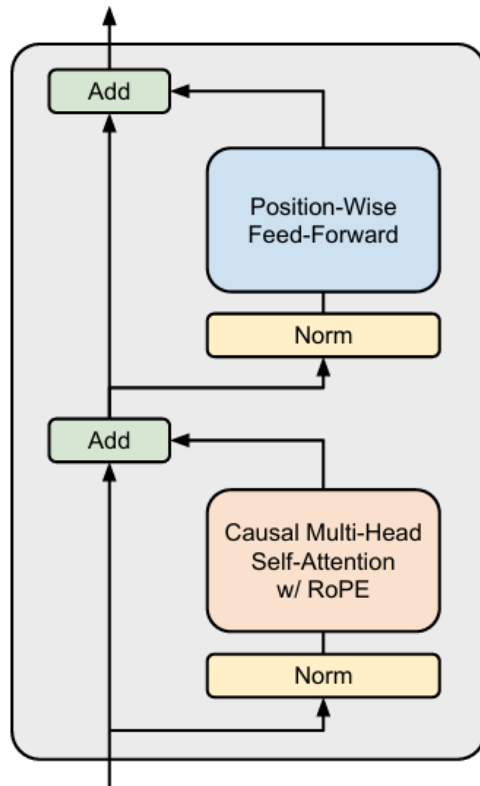 Add
Position-Wise
Feed-Forward
Norm
Add
Causal Multi-Head
Self-Attention
w/ RoPE
Norm